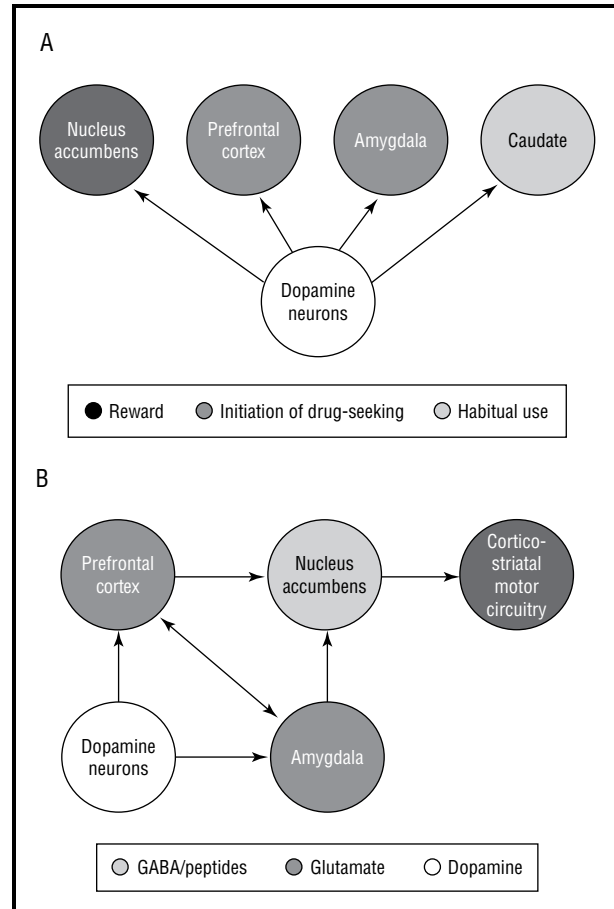 A
Nucleus
accumbens
Prefrontal
cortex
Amygdala
Caudate
Dopamine
neurons
Reward
Initiation of drug-seeking
Habitual use
B
Prefrontal
cortex
Nucleus
accumbens
Cortico-
striatal
motor
circuitry
Dopamine
neurons
Amygdala
GABA/peptides
Glutamate
Dopamine